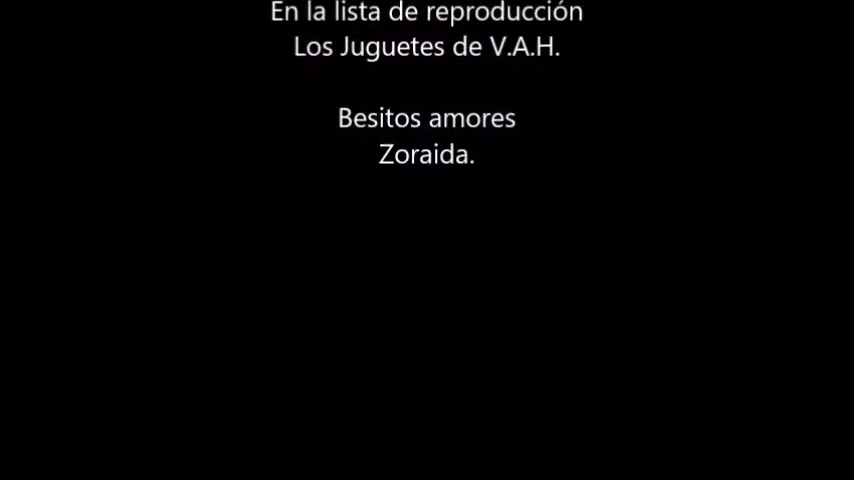 En la lista de reproducción
Los Juguetes de V.A.H.
Besitos amores
Zoraida.